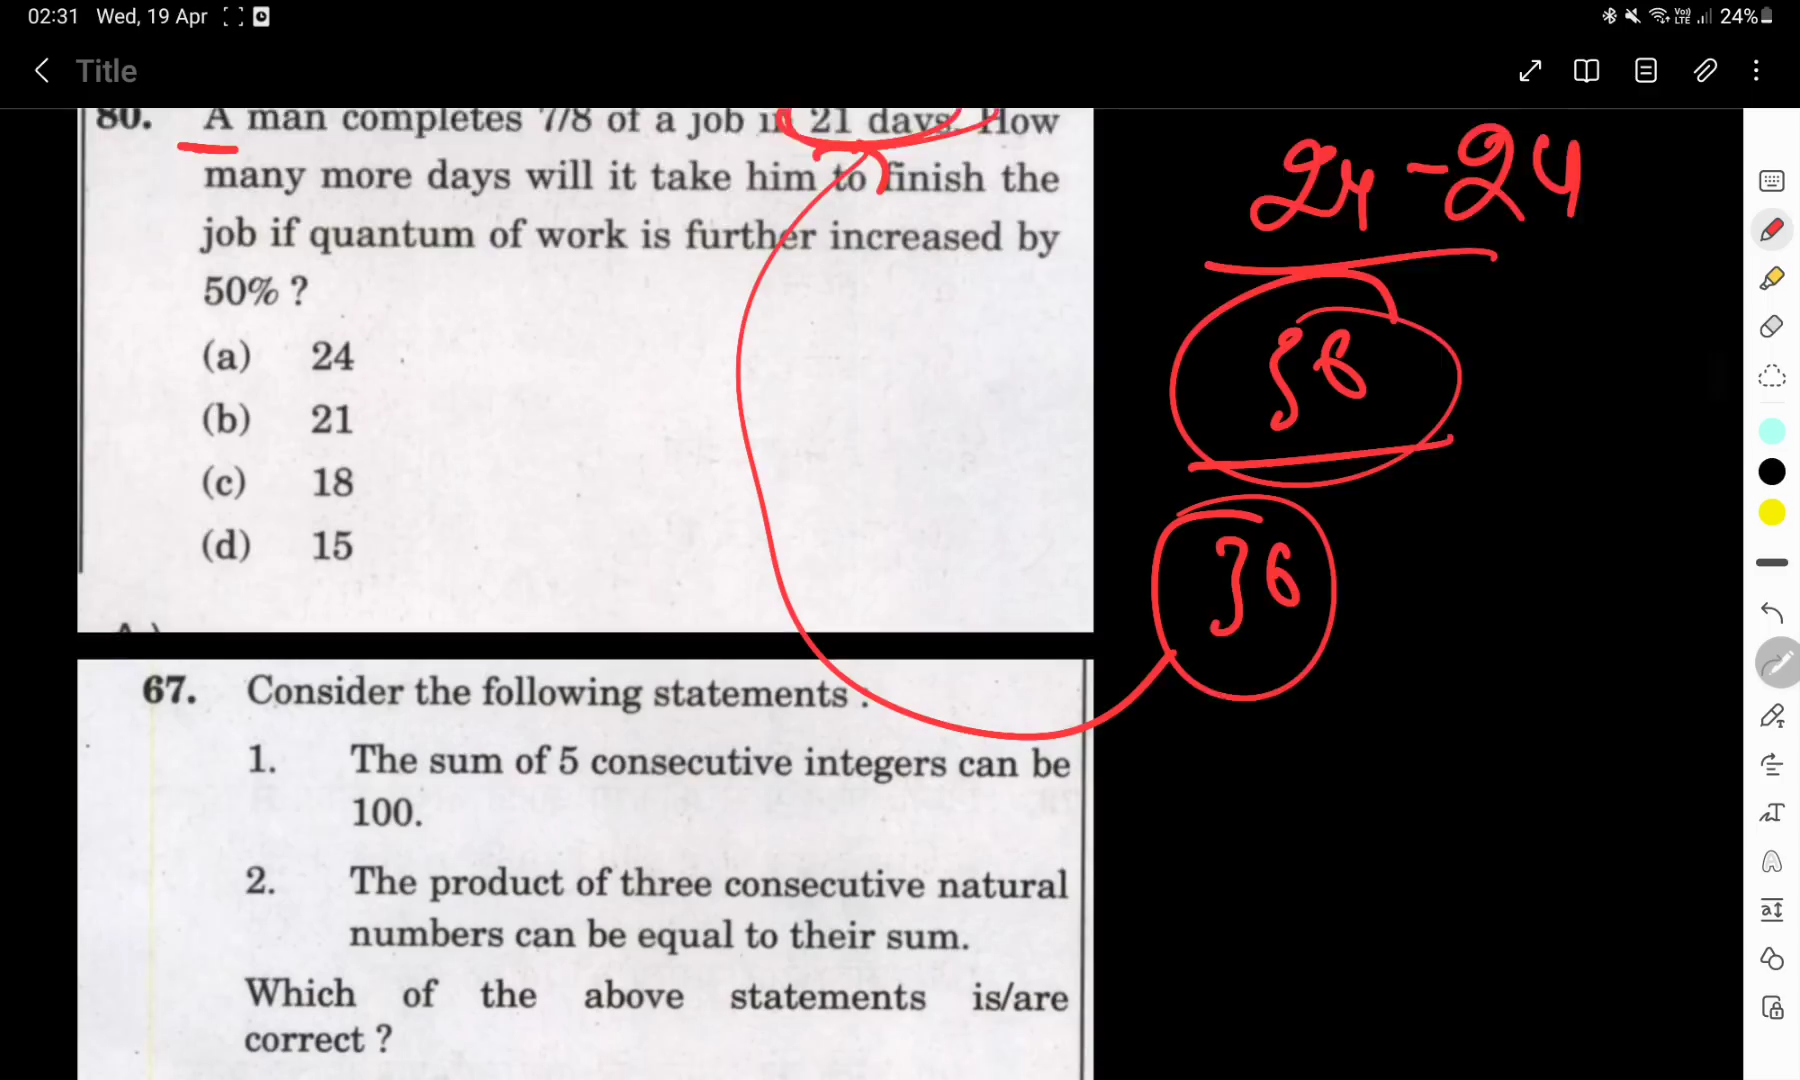 02:31 Wed, 19 Apr
Vo)) LTE 24%
Title
80. A man completes 7/8 of a job in 21 days. How
many more days will it take him to finish the
job if quantum of work is further increased by
50% ?
(a) 24
(b) 21
(c) 18
(d) 15
24 - 24
36
36
67. Consider the following statements :
1. The sum of 5 consecutive integers can be
100.
2. The product of three consecutive natural
numbers can be equal to their sum.
Which of the above statements is/are
correct ?